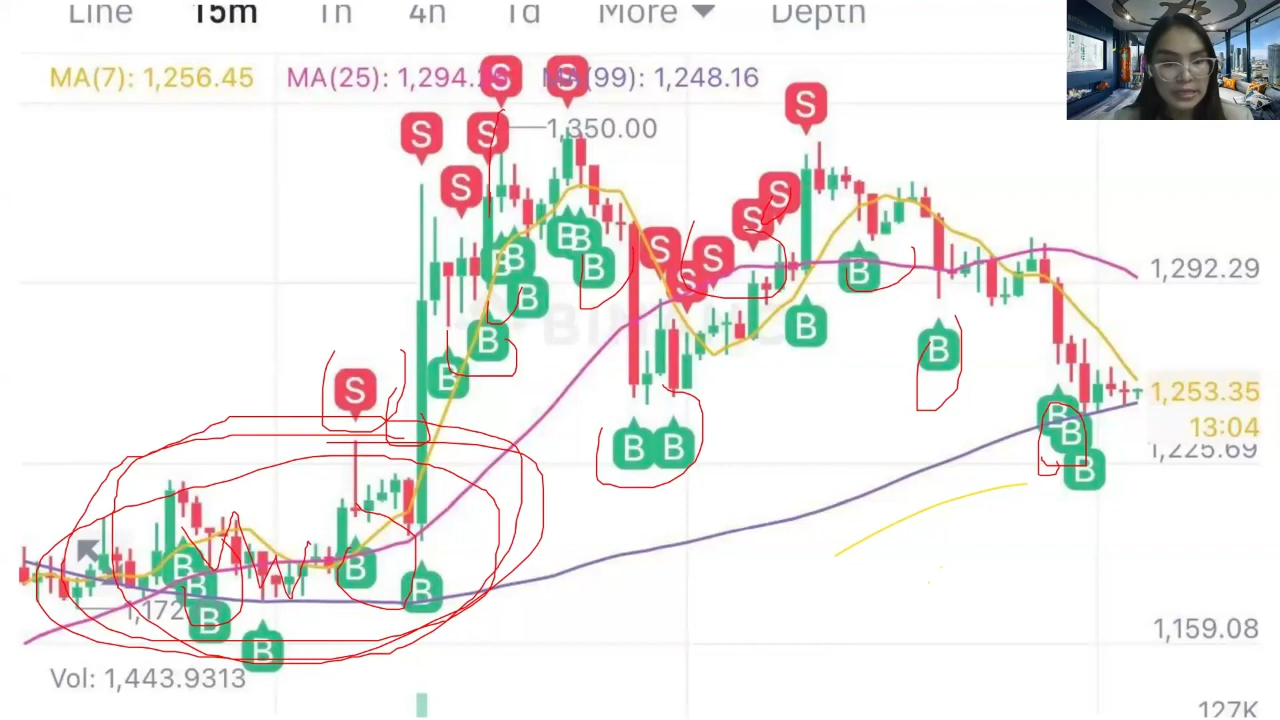 Line 15m 1h 4h 1d More Depth
MA(7): 1,256.45 MA(25): 1,294. MA(99): 1,248.16
S S
S S S
1,350.00
S
S S
B B B
S S S S
B B B
1,292.29
B
B
B
B
B
S
1,253.35
B
13:04
B B B
1,225.69
B
B B
B B
1,172
B
1,159.08
B
Vol: 1,443.9313
127K